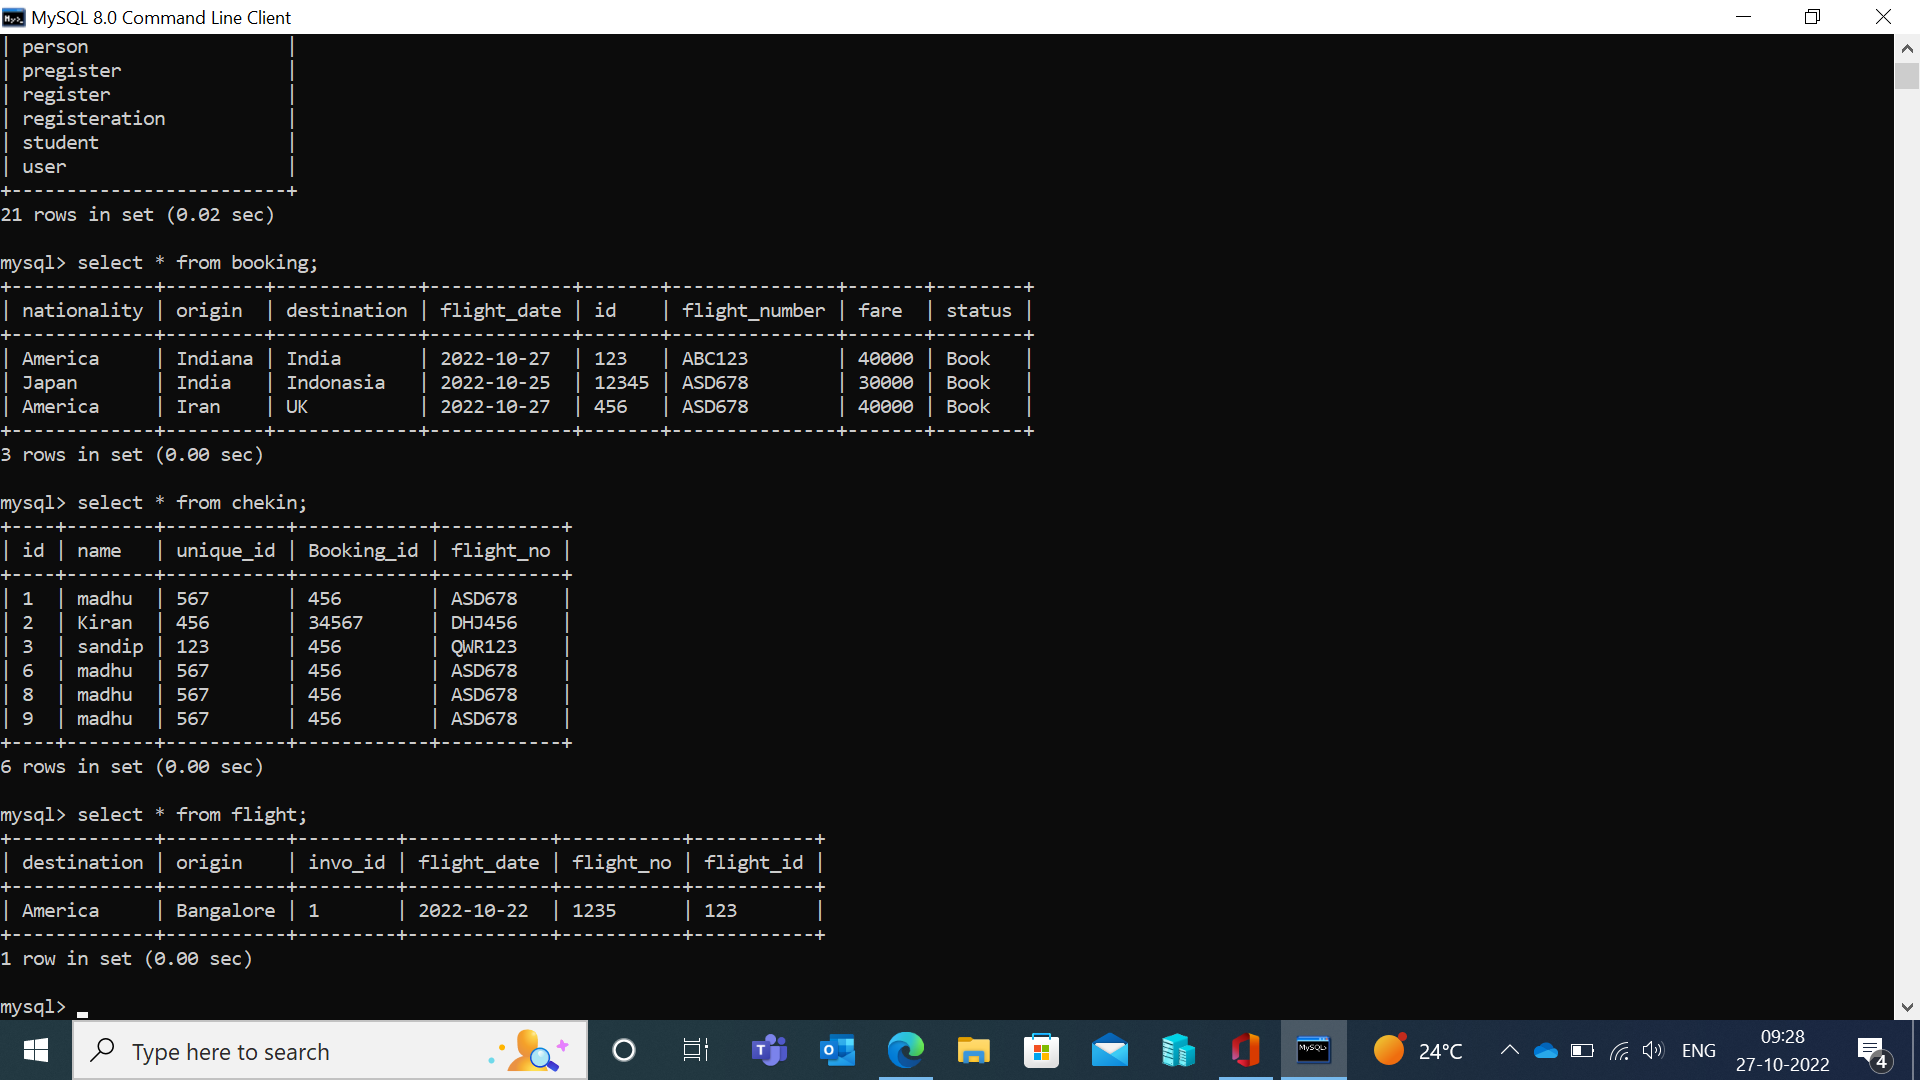 MySQL 8.0 Command Line Client
| person                  |
| pregister               |
| register                |
| registeration           |
| student                 |
| user                    |
+-------------------------+
21 rows in set (0.02 sec)
mysql> select * from booking;
+-------------+---------+-------------+-------------+-------+---------------+-------+--------+
| nationality | origin  | destination | flight_date | id    | flight_number | fare  | status |
+-------------+---------+-------------+-------------+-------+---------------+-------+--------+
| America     | Indiana | India       | 2022-10-27  | 123   | ABC123        | 40000 | Book   |
| Japan       | India   | Indonasia   | 2022-10-25  | 12345 | ASD678        | 30000 | Book   |
| America     | Iran    | UK          | 2022-10-27  | 456   | ASD678        | 40000 | Book   |
+-------------+---------+-------------+-------------+-------+---------------+-------+--------+
3 rows in set (0.00 sec)
mysql> select * from chekin;
+----+--------+-----------+------------+-----------+
| id | name   | unique_id | Booking_id | flight_no |
+----+--------+-----------+------------+-----------+
| 1  | madhu  | 567       | 456        | ASD678    |
| 2  | Kiran  | 456       | 34567      | DHJ456    |
| 3  | sandip | 123       | 456        | QWR123    |
| 6  | madhu  | 567       | 456        | ASD678    |
| 8  | madhu  | 567       | 456        | ASD678    |
| 9  | madhu  | 567       | 456        | ASD678    |
+----+--------+-----------+------------+-----------+
6 rows in set (0.00 sec)
mysql> select * from flight;
+-------------+-----------+---------+-------------+-----------+-----------+
| destination | origin    | invo_id | flight_date | flight_no | flight_id |
+-------------+-----------+---------+-------------+-----------+-----------+
| America     | Bangalore | 1       | 2022-10-22  | 1235      | 123       |
+-------------+-----------+---------+-------------+-----------+-----------+
1 row in set (0.00 sec)
mysql> _
Type here to search
24°C
ENG
09:28
27-10-2022
4